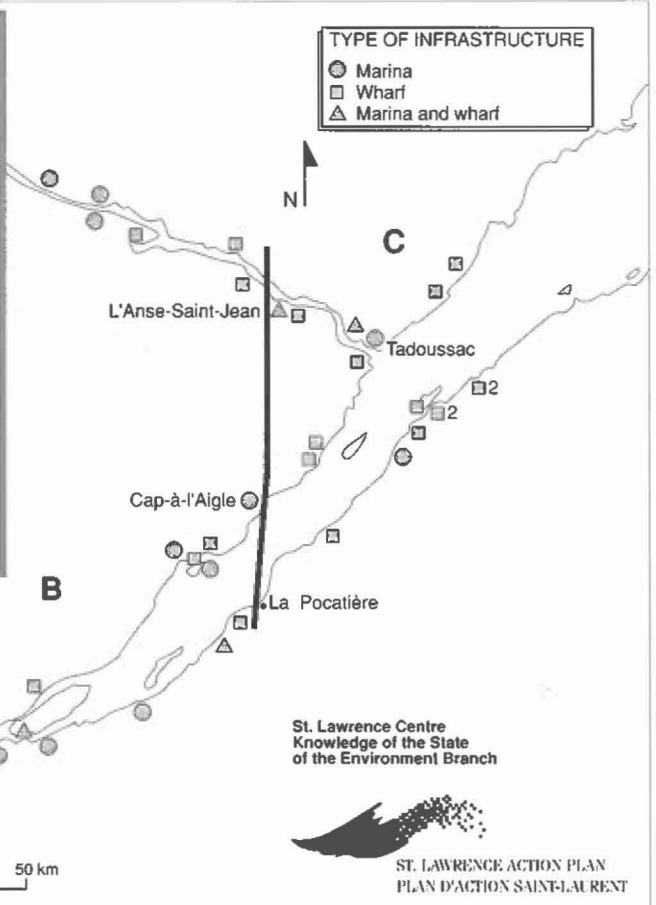 TYPE OF INFRASTRUCTURE
Marina
Wharf
Marina and wharf
N
C
L'Anse-Saint-Jean
Tadoussac
2
2
Cap-à-l'Aigle
B
La Pocatière
St. Lawrence Centre
Knowledge of the State
of the Environment Branch
50 km
ST. LAWRENCE ACTION PLAN
PLAN D'ACTION SAINT-LAURENT